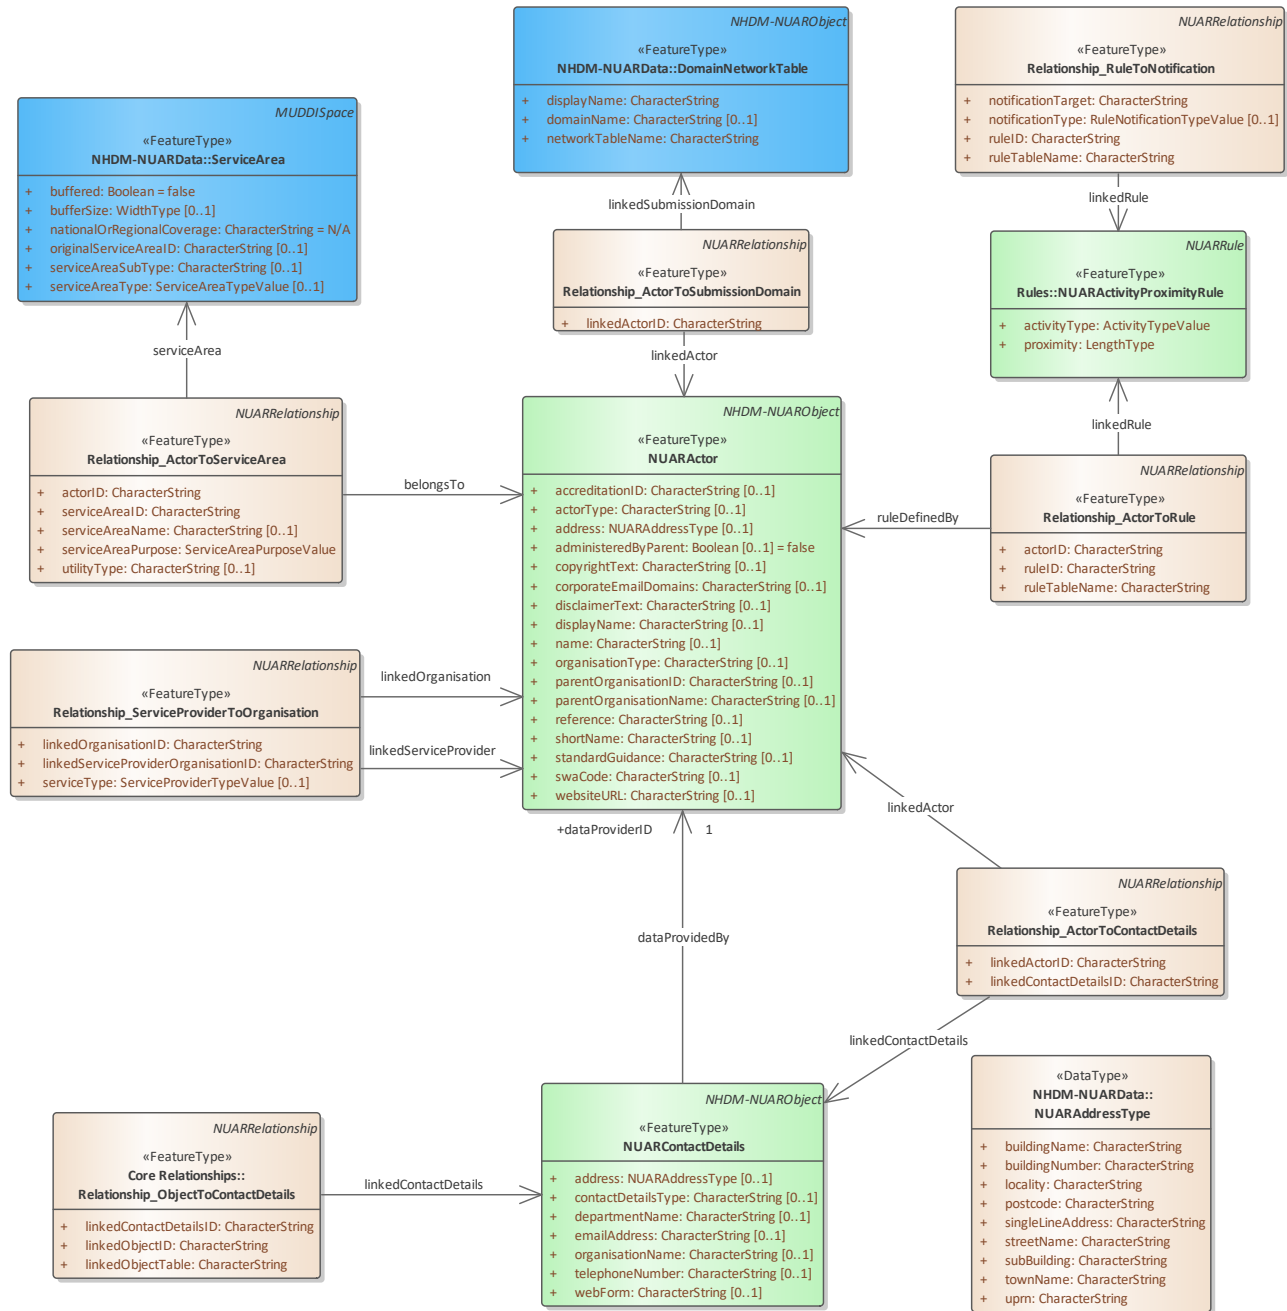 NHDM-NUARObject
«FeatureType»
NHDM-NUARData::DomainNetworkTable
+ displayName: CharacterString
+ domainName: CharacterString [0..1]
+ networkTableName: CharacterString
NUARRelationship
«FeatureType»
Relationship_RuleToNotification
+ notificationTarget: CharacterString
+ notificationType: RuleNotificationTypeValue [0..1]
+ ruleID: CharacterString
+ ruleTableName: CharacterString
MUDDISpace
«FeatureType»
NHDM-NUARData::ServiceArea
+ buffered: Boolean = false
+ bufferSize: WidthType [0..1]
+ nationalOrRegionalCoverage: CharacterString = N/A
+ originalServiceAreaID: CharacterString [0..1]
+ serviceAreaSubType: CharacterString [0..1]
+ serviceAreaType: ServiceAreaTypeValue [0..1]
linkedSubmissionDomain
linkedRule
NUARRelationship
«FeatureType»
Relationship_ActorToSubmissionDomain
+ linkedActorID: CharacterString
NUARRule
«FeatureType»
Rules::NUARActivityProximityRule
+ activityType: ActivityTypeValue
+ proximity: LengthType
serviceArea
linkedActor
linkedRule
NUARRelationship
«FeatureType»
Relationship_ActorToServiceArea
+ actorID: CharacterString
+ serviceAreaID: CharacterString
+ serviceAreaName: CharacterString [0..1]
+ serviceAreaPurpose: ServiceAreaPurposeValue
+ utilityType: CharacterString [0..1]
belongsTo
NHDM-NUARObject
«FeatureType»
NUARActor
+ accreditationID: CharacterString [0..1]
+ actorType: CharacterString [0..1]
+ address: NUARAddressType [0..1]
+ administeredByParent: Boolean [0..1] = false
+ copyrightText: CharacterString [0..1]
+ corporateEmailDomains: CharacterString [0..1]
+ disclaimerText: CharacterString [0..1]
+ displayName: CharacterString [0..1]
+ name: CharacterString [0..1]
+ organisationType: CharacterString [0..1]
+ parentOrganisationID: CharacterString [0..1]
+ parentOrganisationName: CharacterString [0..1]
+ reference: CharacterString [0..1]
+ shortName: CharacterString [0..1]
+ standardGuidance: CharacterString [0..1]
+ swaCode: CharacterString [0..1]
+ websiteURL: CharacterString [0..1]
ruleDefinedBy
NUARRelationship
«FeatureType»
Relationship_ActorToRule
+ actorID: CharacterString
+ ruleID: CharacterString
+ ruleTableName: CharacterString
NUARRelationship
«FeatureType»
Relationship_ServiceProviderToOrganisation
+ linkedOrganisationID: CharacterString
+ linkedServiceProviderOrganisationID: CharacterString
+ serviceType: ServiceProviderTypeValue [0..1]
linkedOrganisation
linkedServiceProvider
linkedActor
+dataProviderID 1
dataProvidedBy
NUARRelationship
«FeatureType»
Relationship_ActorToContactDetails
+ linkedActorID: CharacterString
+ linkedContactDetailsID: CharacterString
linkedContactDetails
NUARRelationship
«FeatureType»
Core Relationships::
Relationship_ObjectToContactDetails
+ linkedContactDetailsID: CharacterString
+ linkedObjectID: CharacterString
+ linkedObjectTable: CharacterString
linkedContactDetails
NHDM-NUARObject
«FeatureType»
NUARContactDetails
+ address: NUARAddressType [0..1]
+ contactDetailsType: CharacterString [0..1]
+ departmentName: CharacterString [0..1]
+ emailAddress: CharacterString [0..1]
+ organisationName: CharacterString [0..1]
+ telephoneNumber: CharacterString [0..1]
+ webForm: CharacterString [0..1]
«DataType»
NHDM-NUARData::
NUARAddressType
+ buildingName: CharacterString
+ buildingNumber: CharacterString
+ locality: CharacterString
+ postcode: CharacterString
+ singleLineAddress: CharacterString
+ streetName: CharacterString
+ subBuilding: CharacterString
+ townName: CharacterString
+ uprn: CharacterString